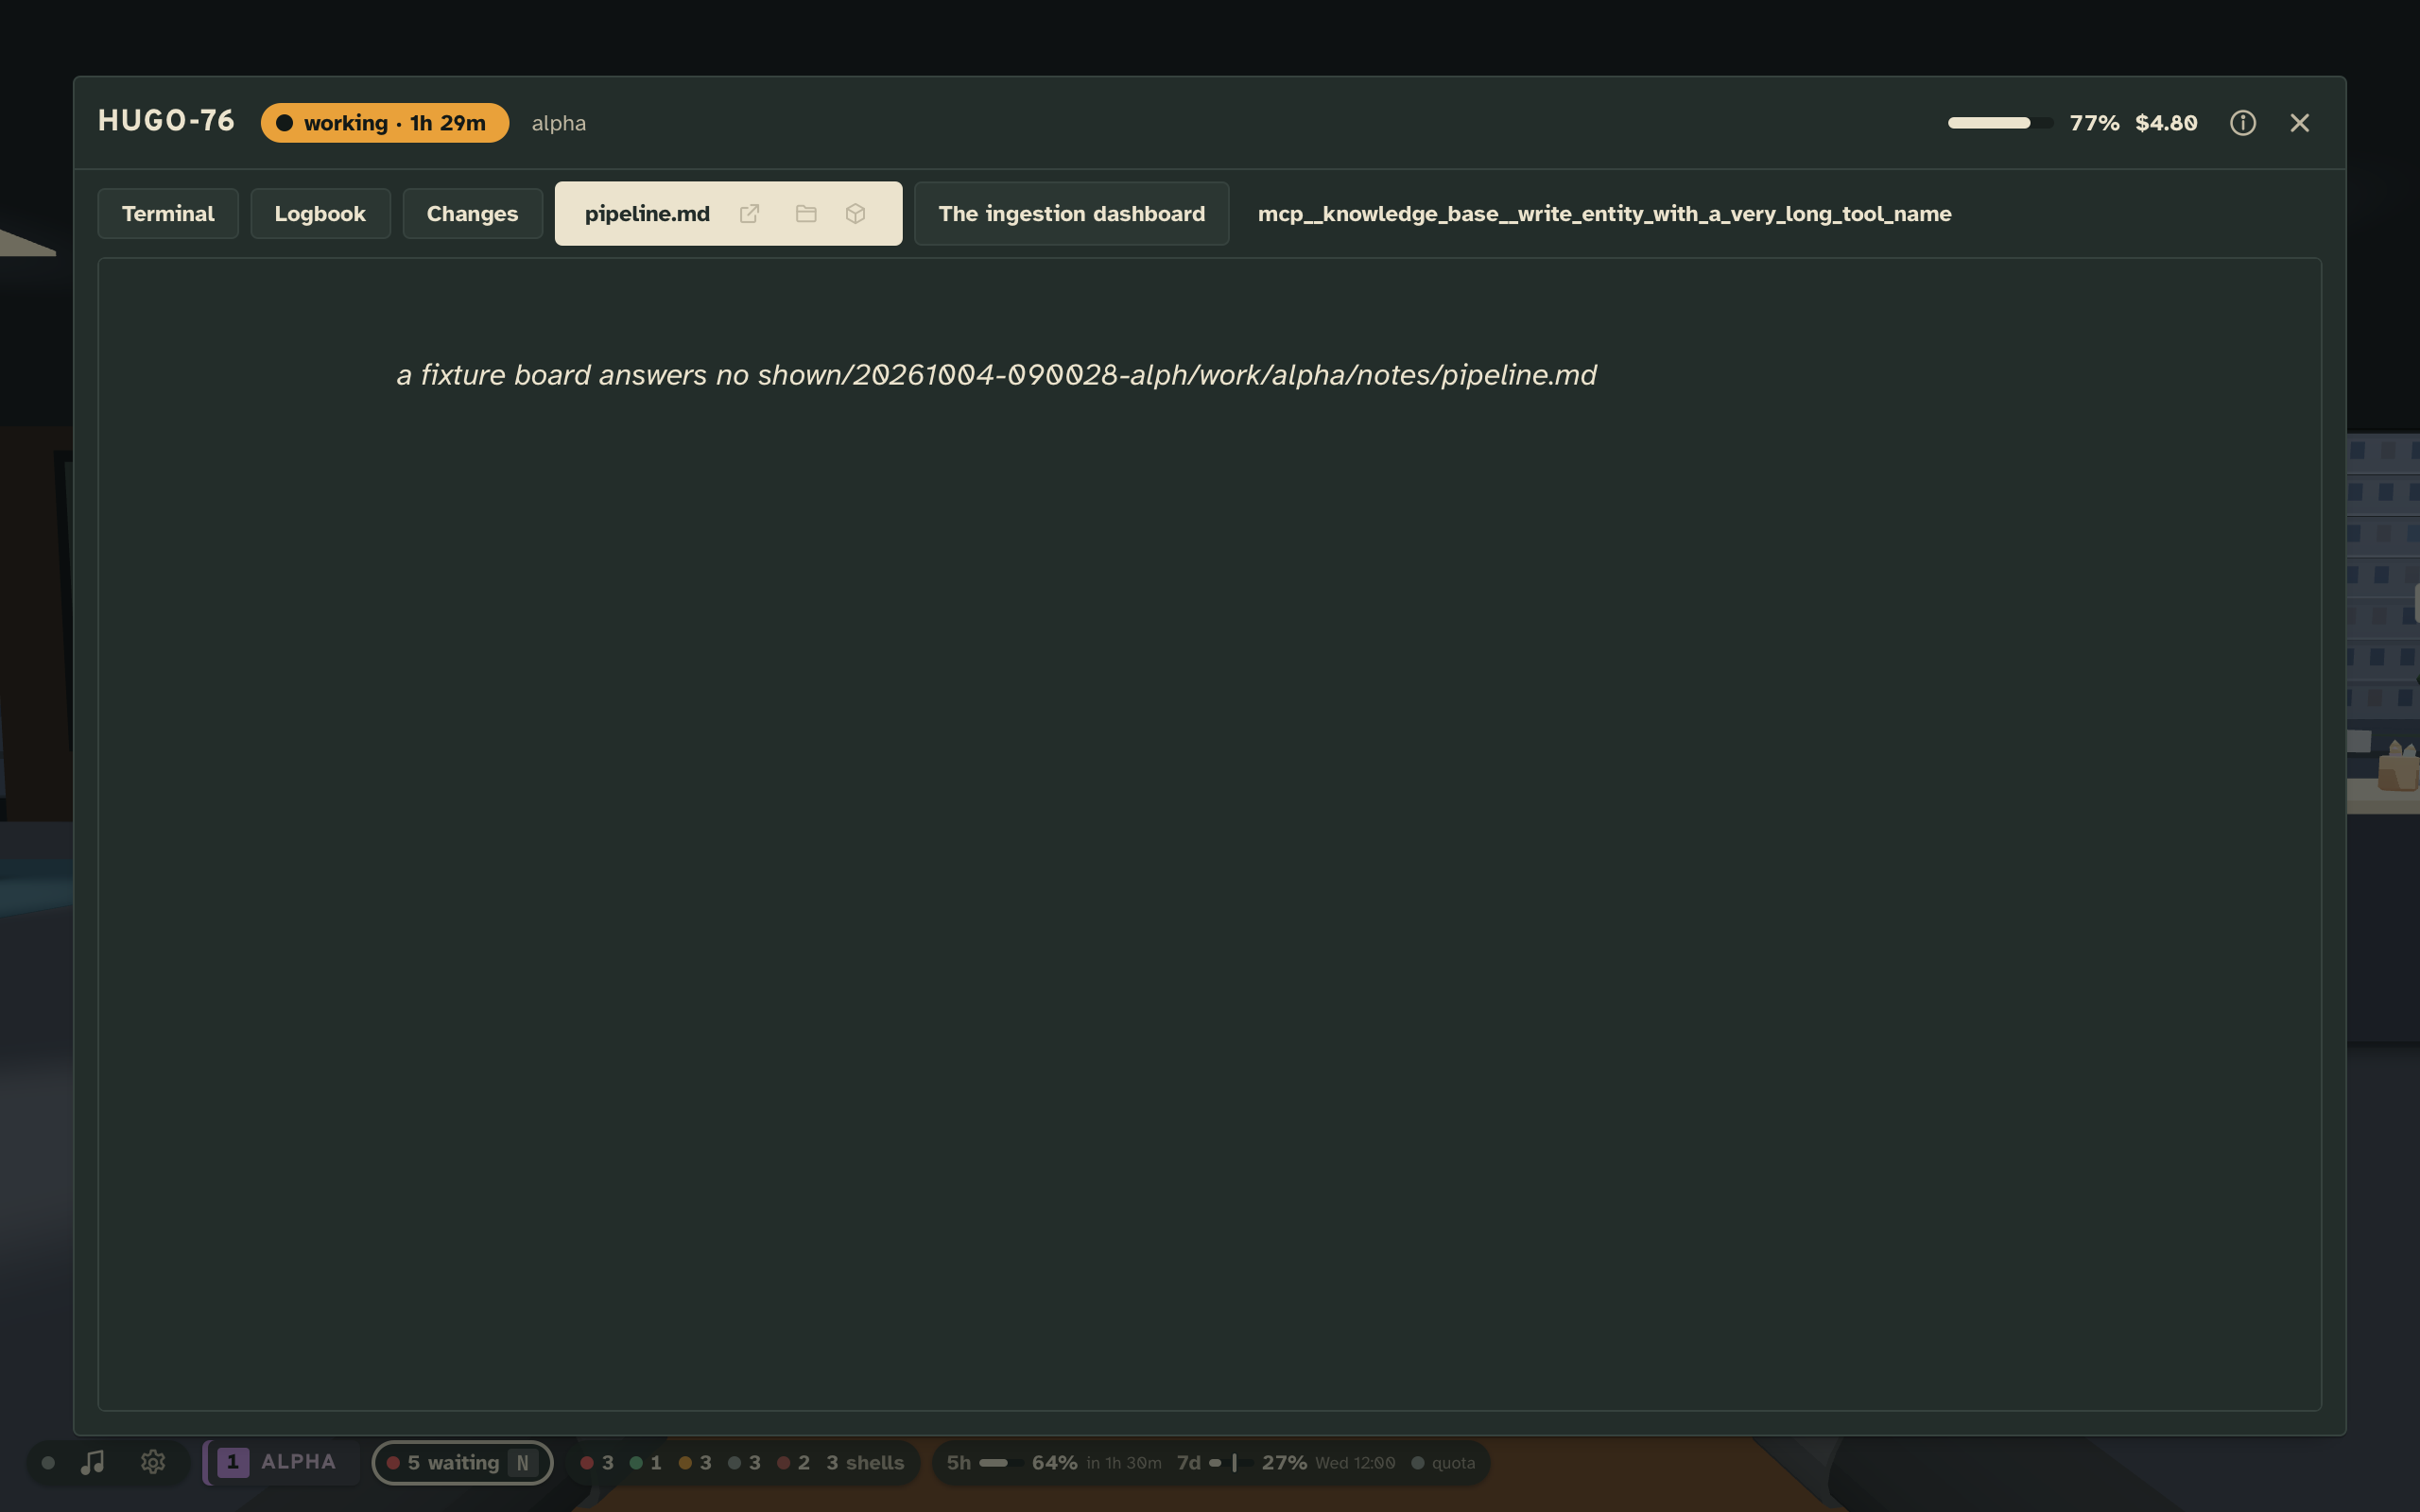 HUGO-76 working · 1h 29m alpha 77% $4.80
Terminal Logbook Changes pipeline.md The ingestion dashboard mcp__knowledge_base__write_entity_with_a_very_long_tool_name
a fixture board answers no shown/20261004-090028-alph/work/alpha/notes/pipeline.md
1 ALPHA 5 waiting N 3 1 3 3 2 3 shells 5h 64% in 1h 30m 7d 27% Wed 12:00 quota